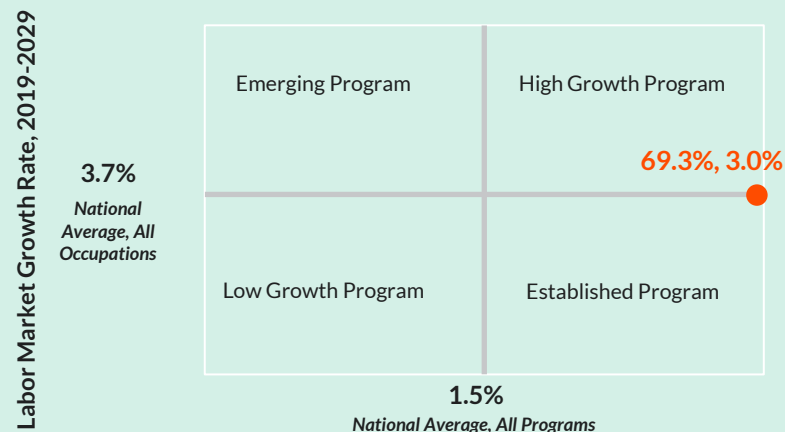 Labor Market Growth Rate, 2019-2029
Emerging Program
High Growth Program
3.7%
National
Average, All
Occupations
69.3%, 3.0%
Low Growth Program
Established Program
1.5%
National Average, All Programs